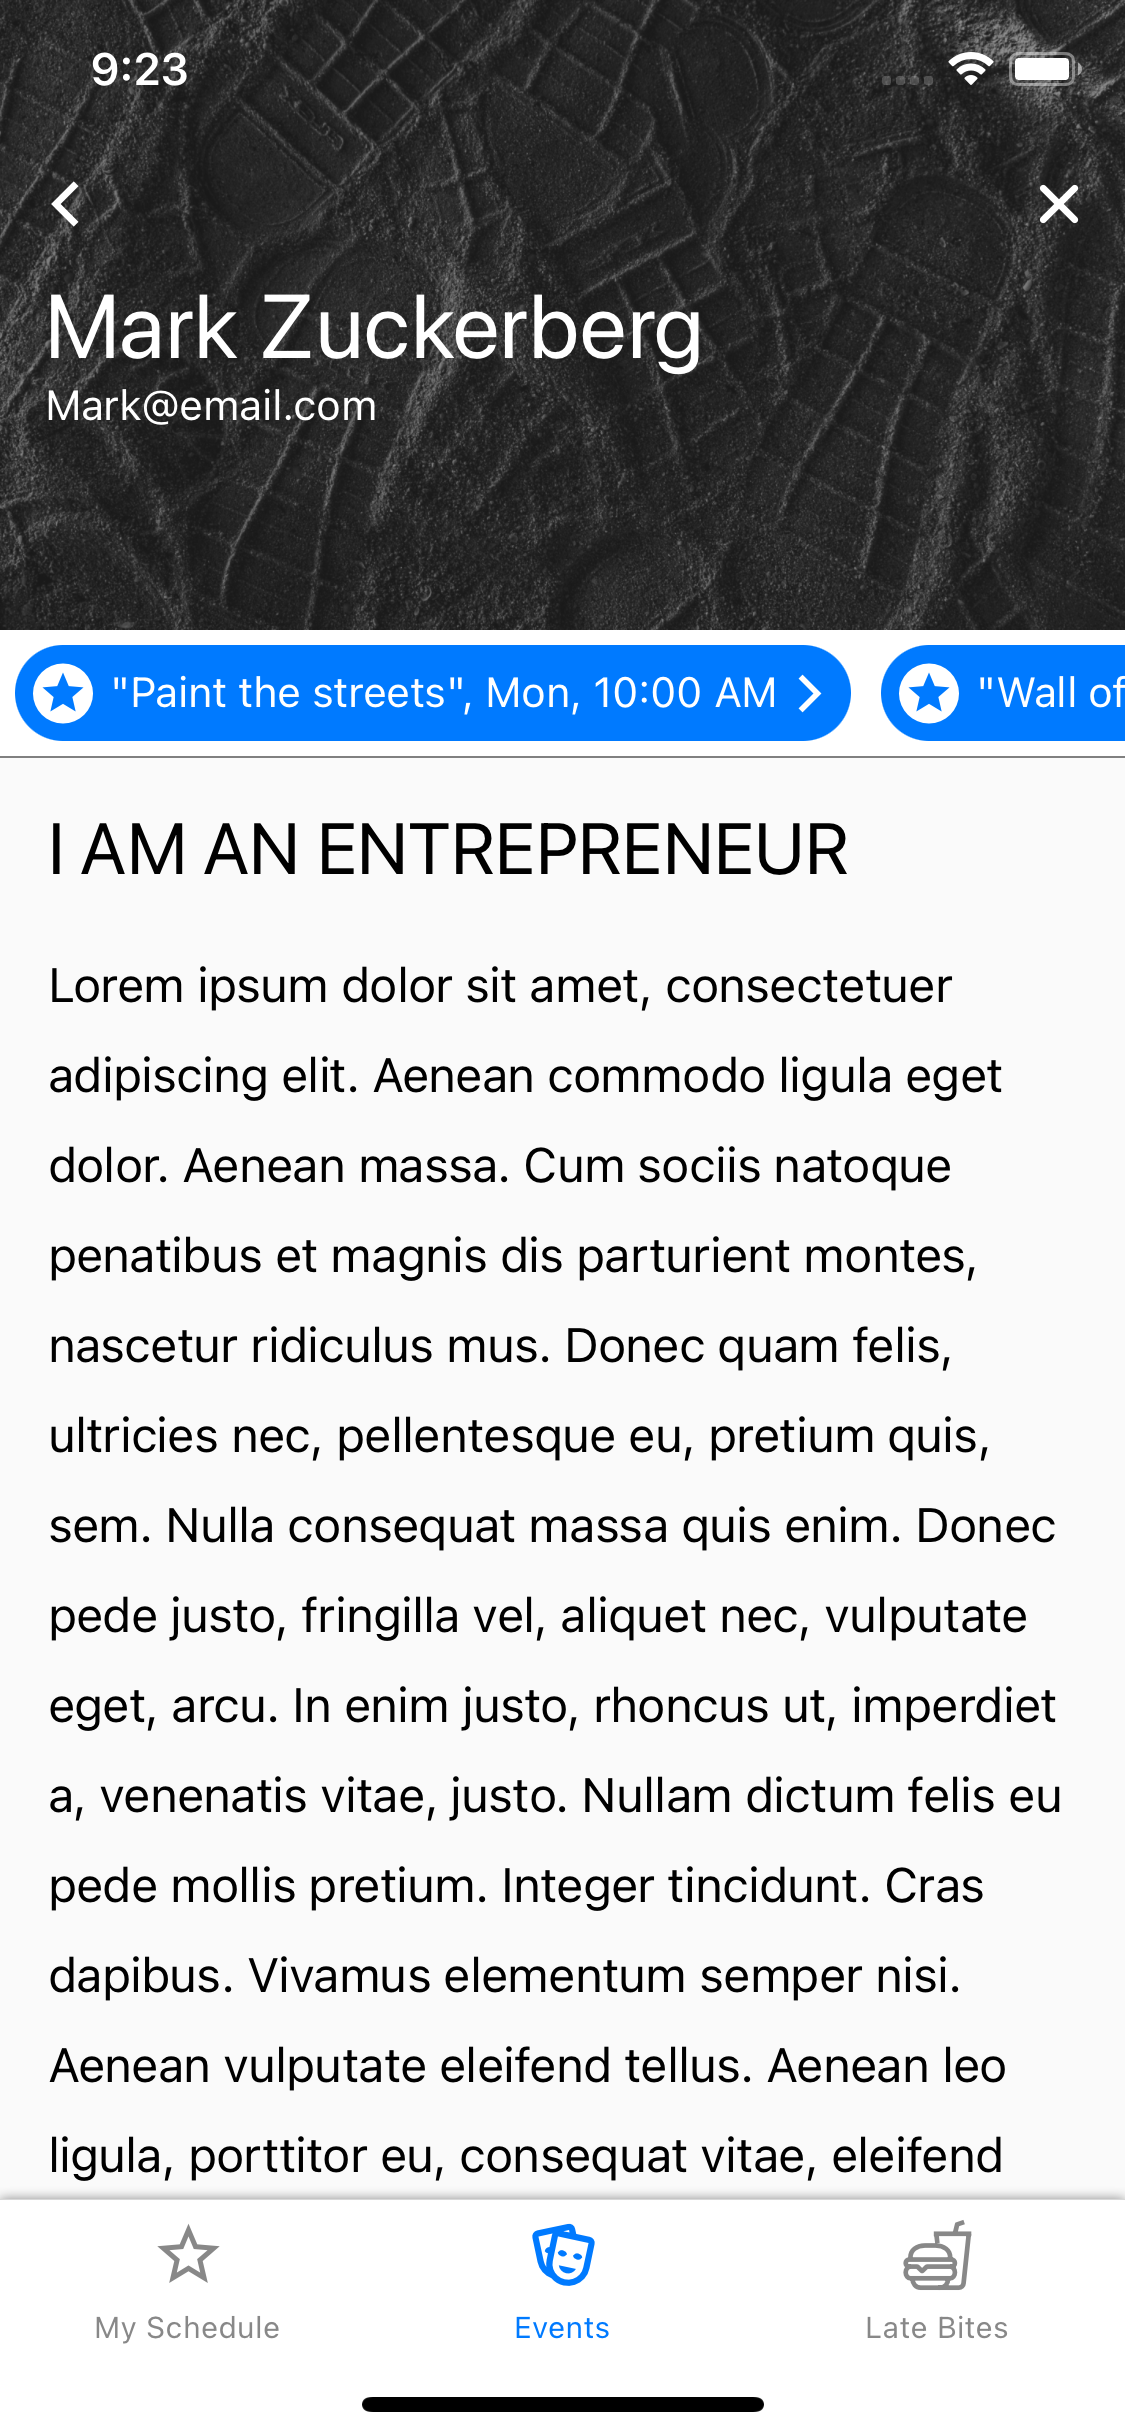 9:23
Mark Zuckerberg
Mark@email.com
"Paint the streets", Mon, 10:00 AM
"Wall of
I AM AN ENTREPRENEUR
Lorem ipsum dolor sit amet, consectetuer
adipiscing elit. Aenean commodo ligula eget
dolor. Aenean massa. Cum sociis natoque
penatibus et magnis dis parturient montes,
nascetur ridiculus mus. Donec quam felis,
ultricies nec, pellentesque eu, pretium quis,
sem. Nulla consequat massa quis enim. Donec
pede justo, fringilla vel, aliquet nec, vulputate
eget, arcu. In enim justo, rhoncus ut, imperdiet
a, venenatis vitae, justo. Nullam dictum felis eu
pede mollis pretium. Integer tincidunt. Cras
dapibus. Vivamus elementum semper nisi.
Aenean vulputate eleifend tellus. Aenean leo
ligula, porttitor eu, consequat vitae, eleifend
My Schedule
Events
Late Bites